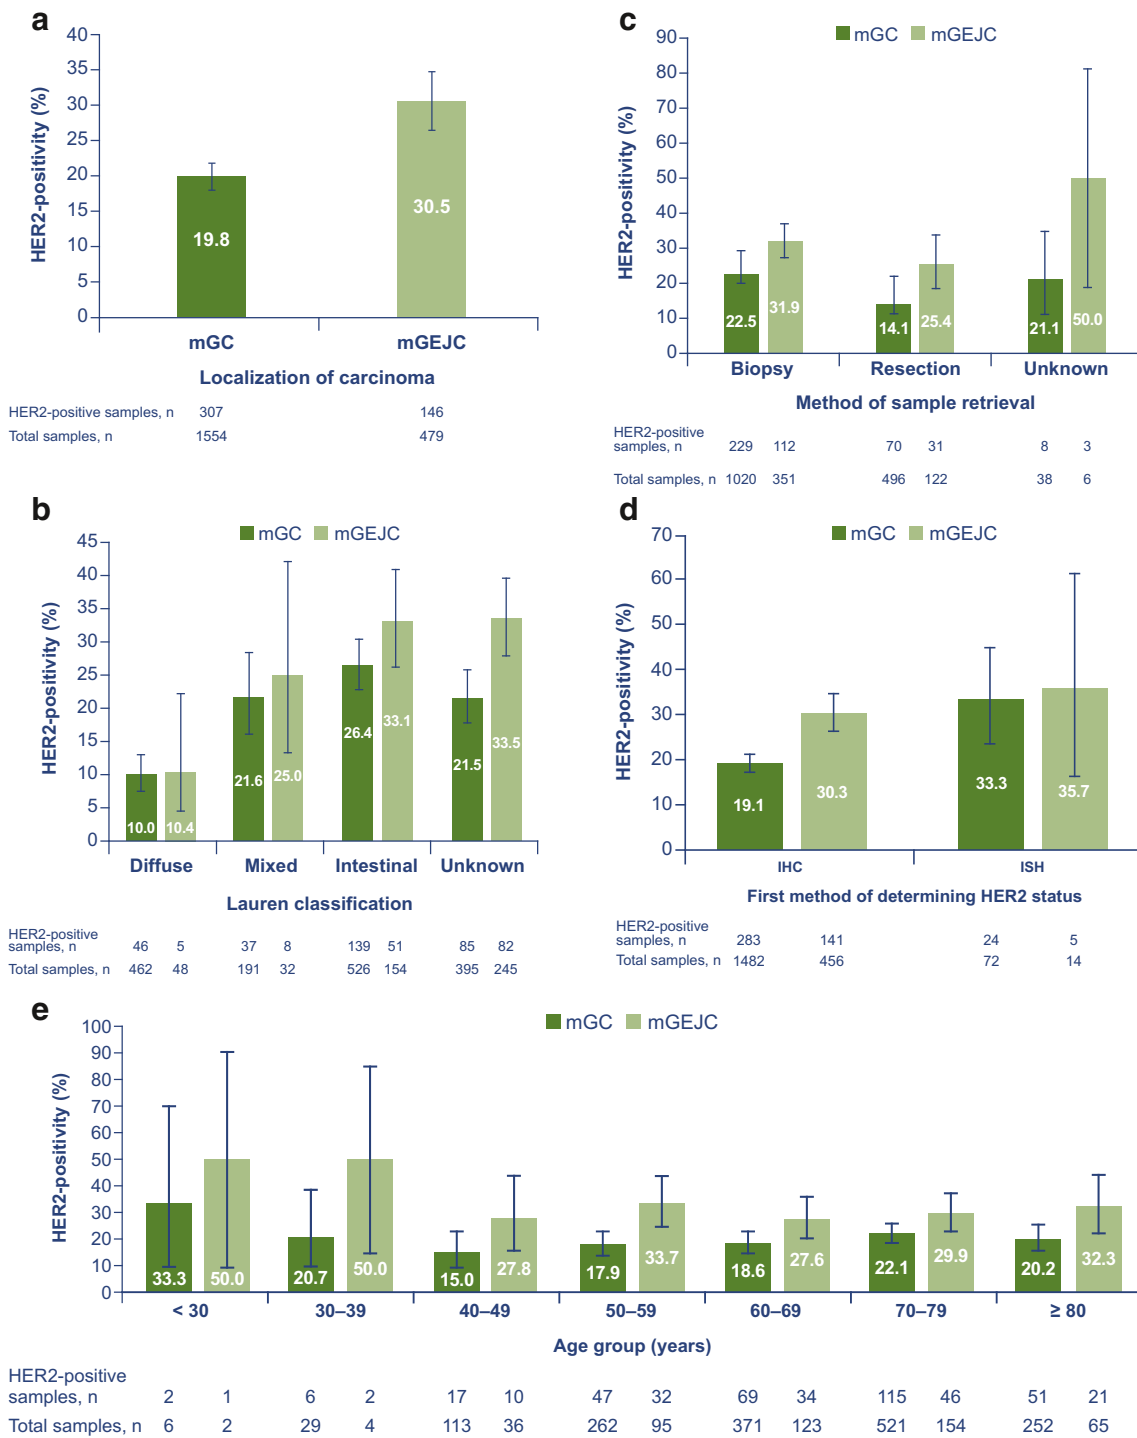 a
HER2-positivity (%)
40
35
30
25
20
15
10
5
0
19.8
30.5
mGC mGEJC
Localization of carcinoma
HER2-positive samples, n 307 146
Total samples, n 1554 479
c
mGC mGEJC
HER2-positivity (%)
90
80
70
60
50
40
30
20
10
0
22.5 31.9 14.1 25.4 21.1 50.0
Biopsy Resection Unknown
Method of sample retrieval
HER2-positive
samples, n 229 112 70 31 8 3
Total samples, n 1020 351 496 122 38 6
b
mGC mGEJC
HER2-positivity (%)
45
40
35
30
25
20
15
10
5
0
10.0 10.4 21.6 25.0 26.4 33.1 21.5 33.5
Diffuse Mixed Intestinal Unknown
Lauren classification
HER2-positive
samples, n 46 5 37 8 139 51 85 82
Total samples, n 462 48 191 32 526 154 395 245
d
mGC mGEJC
HER2-positivity (%)
70
60
50
40
30
20
10
0
19.1 30.3 33.3 35.7
IHC ISH
First method of determining HER2 status
HER2-positive
samples, n 283 141 24 5
Total samples, n 1482 456 72 14
e
mGC mGEJC
HER2-positivity (%)
100
90
80
70
60
50
40
30
20
10
0
33.3 50.0 20.7 50.0 15.0 27.8 17.9 33.7 18.6 27.6 22.1 29.9 20.2 32.3
< 30 30–39 40–49 50–59 60–69 70–79 ≥ 80
Age group (years)
HER2-positive
samples, n 2 1 6 2 17 10 47 32 69 34 115 46 51 21
Total samples, n 6 2 29 4 113 36 262 95 371 123 521 154 252 65